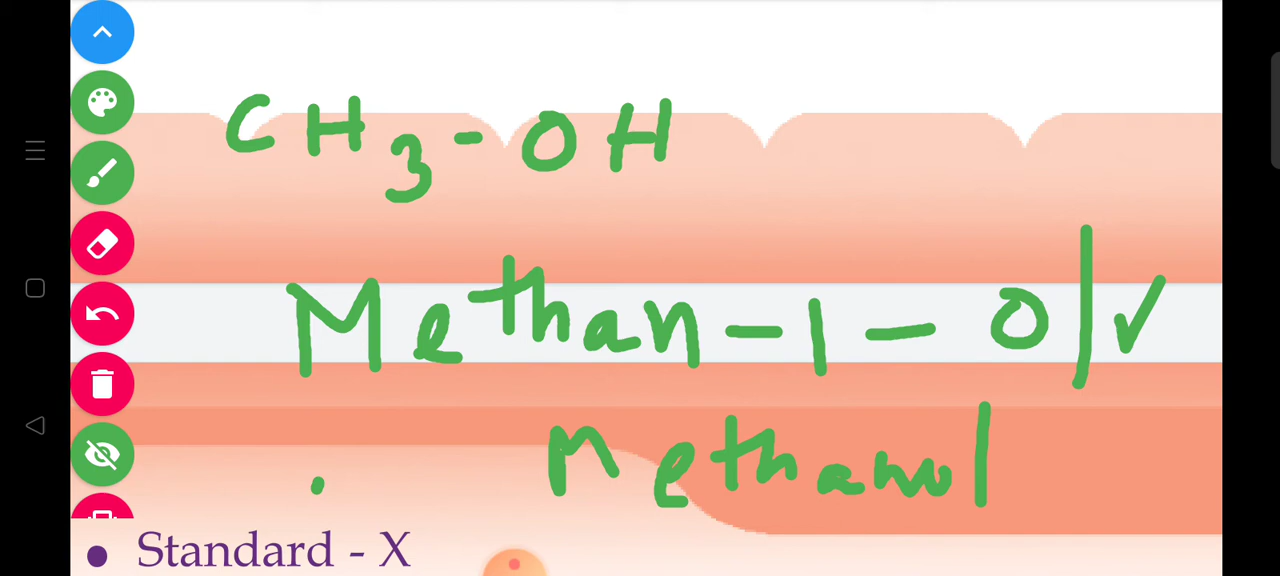 CH3-OH
Methan-1-ol✓
Methanol
• Standard - X